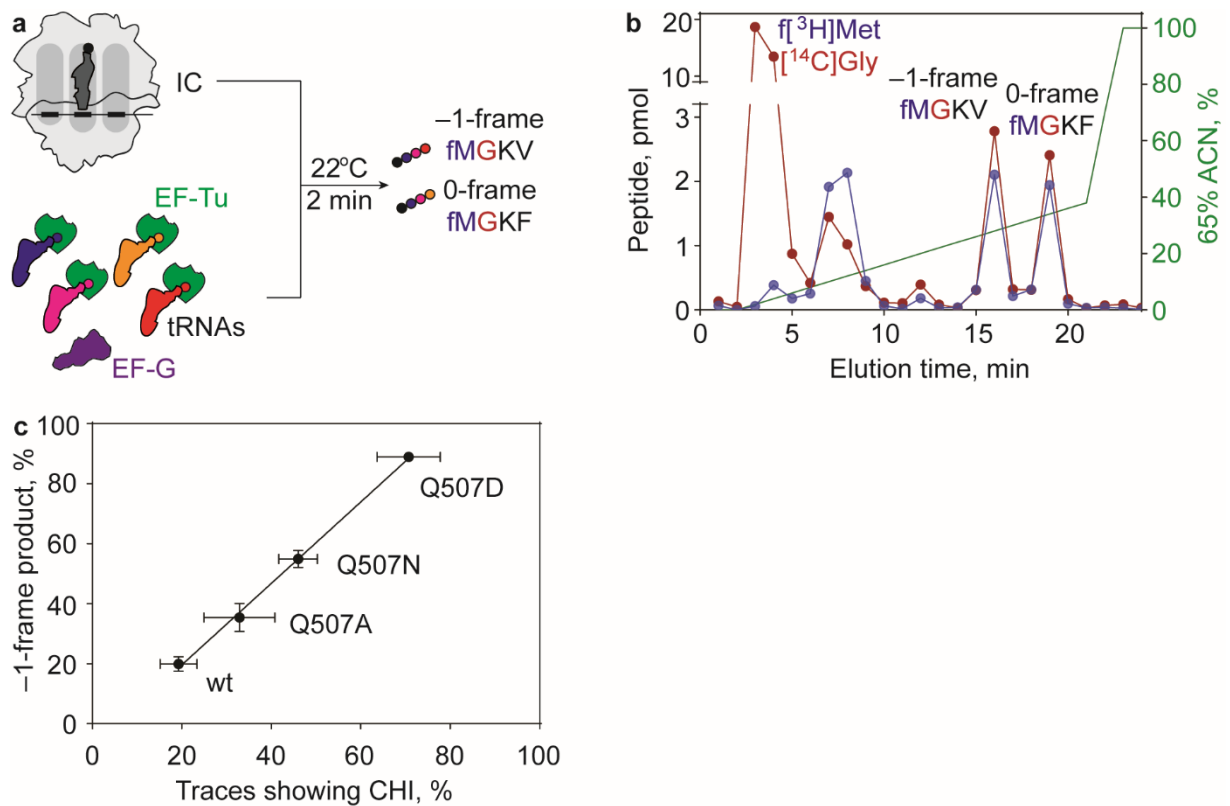 a
IC
EF-Tu
tRNAs
EF-G
22ºC
2 min
–1-frame
fMGKV
0-frame
fMGKF
b
20
10
3
2
1
0
Peptide, pmol
f[³H]Met
[¹⁴C]Gly
–1-frame
fMGKV
0-frame
fMGKF
100
80
60
40
20
0
65% ACN, %
5 10 15 20
Elution time, min
c
100
80
60
40
20
0
–1-frame product, %
Q507D
Q507N
Q507A
wt
0 20 40 60 80 100
Traces showing CHI, %